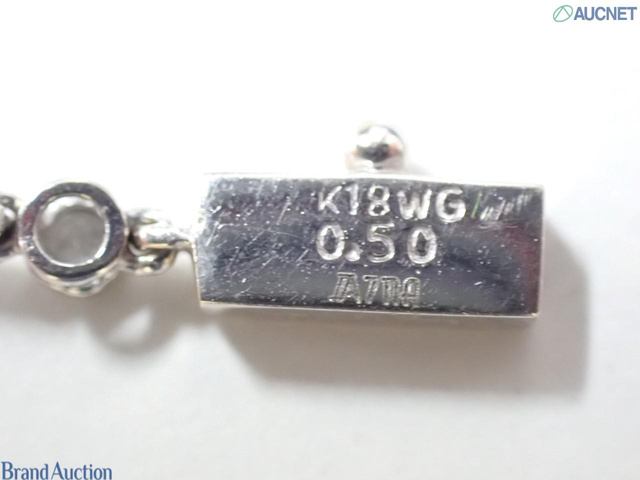 AUCNET
K18WG
0.50
Brand Auction